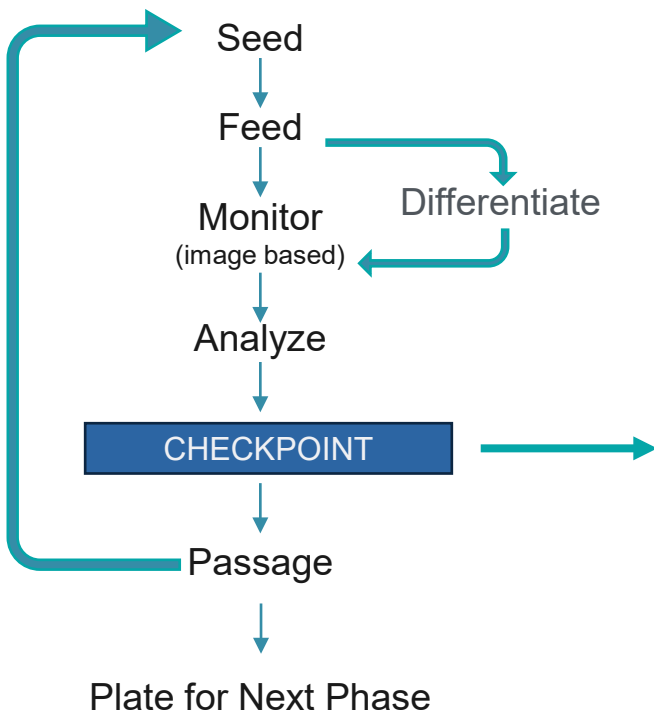 Seed
Feed
Differentiate
Monitor
(image based)
Analyze
CHECKPOINT
Passage
Plate for Next Phase